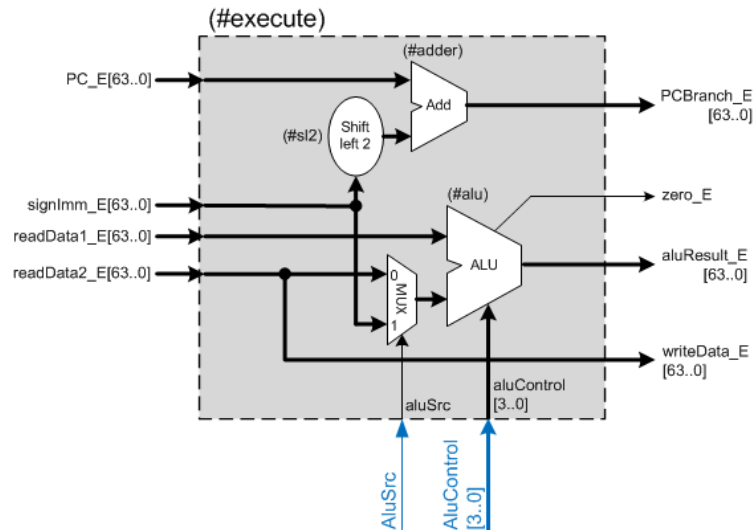 (#execute)
(#adder)
PC_E[63..0]
Add
PCBranch_E
[63..0]
(#sl2)
Shift
left 2
signImm_E[63..0]
(#alu)
zero_E
readData1_E[63..0]
ALU
aluResult_E
[63..0]
readData2_E[63..0]
0
MUX
1
writeData_E
[63..0]
aluControl
[3..0]
aluSrc
AluSrc
AluControl
[3..0]